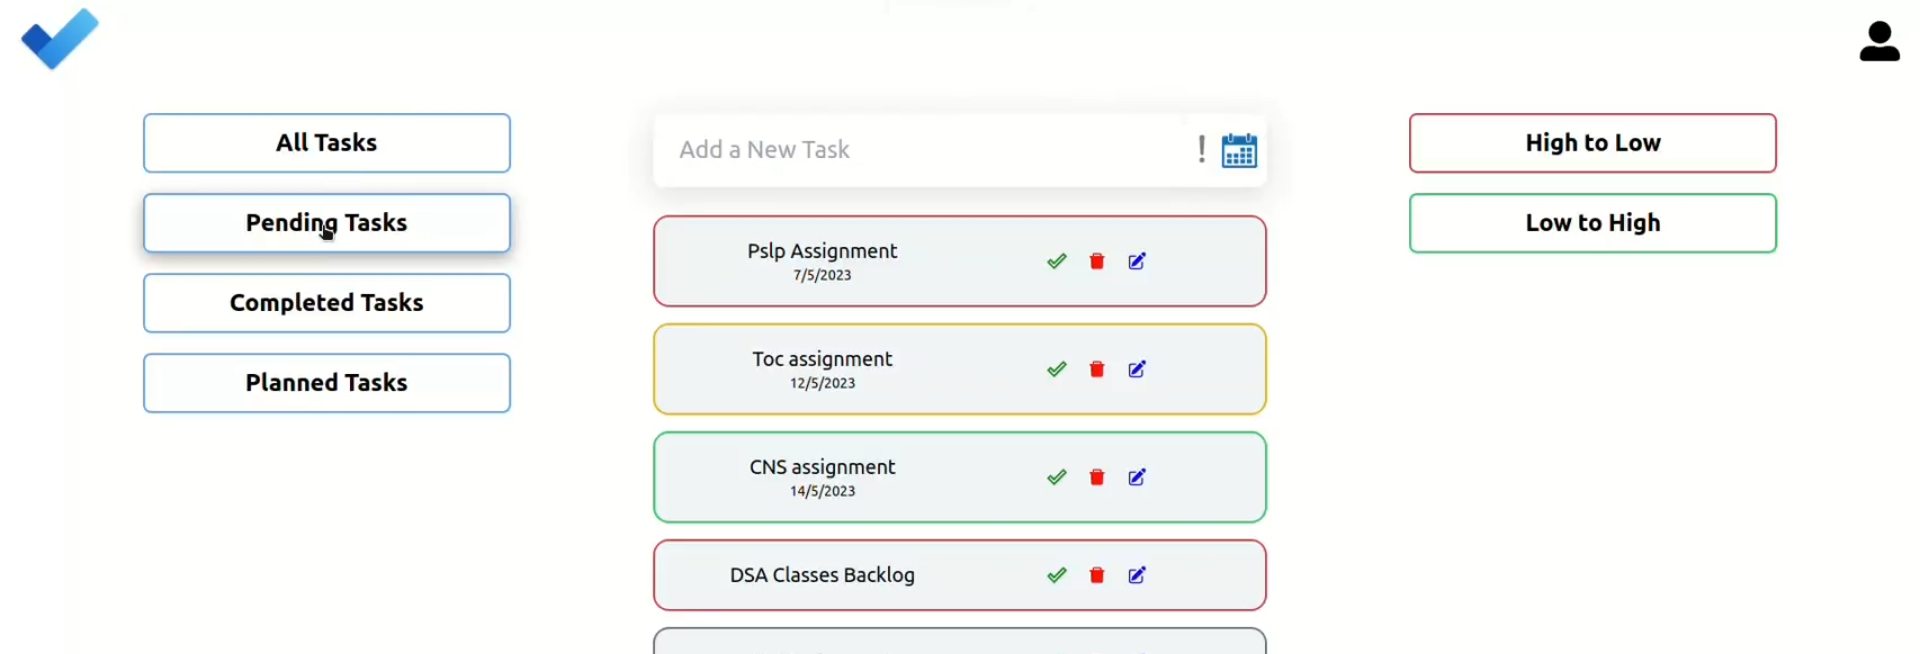 All Tasks
Pending Tasks
Completed Tasks
Planned Tasks
Add a New Task
!
Pslp Assignment
7/5/2023
Toc assignment
12/5/2023
CNS assignment
14/5/2023
DSA Classes Backlog
High to Low
Low to High